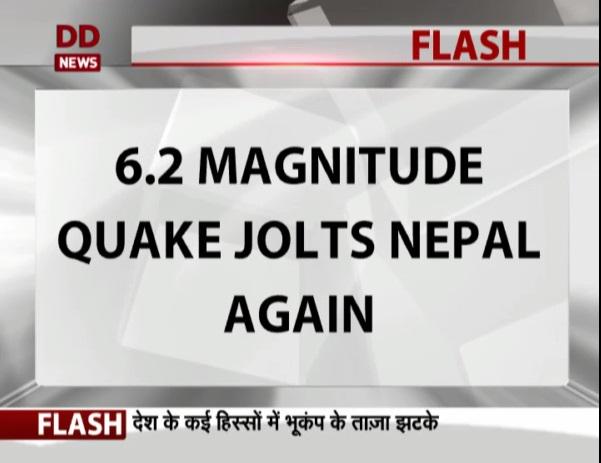 DD
NEWS
FLASH
6.2 MAGNITUDE
QUAKE JOLTS NEPAL
AGAIN
FLASH देश के कई हिस्सों में भूकंप के ताज़ा झटके